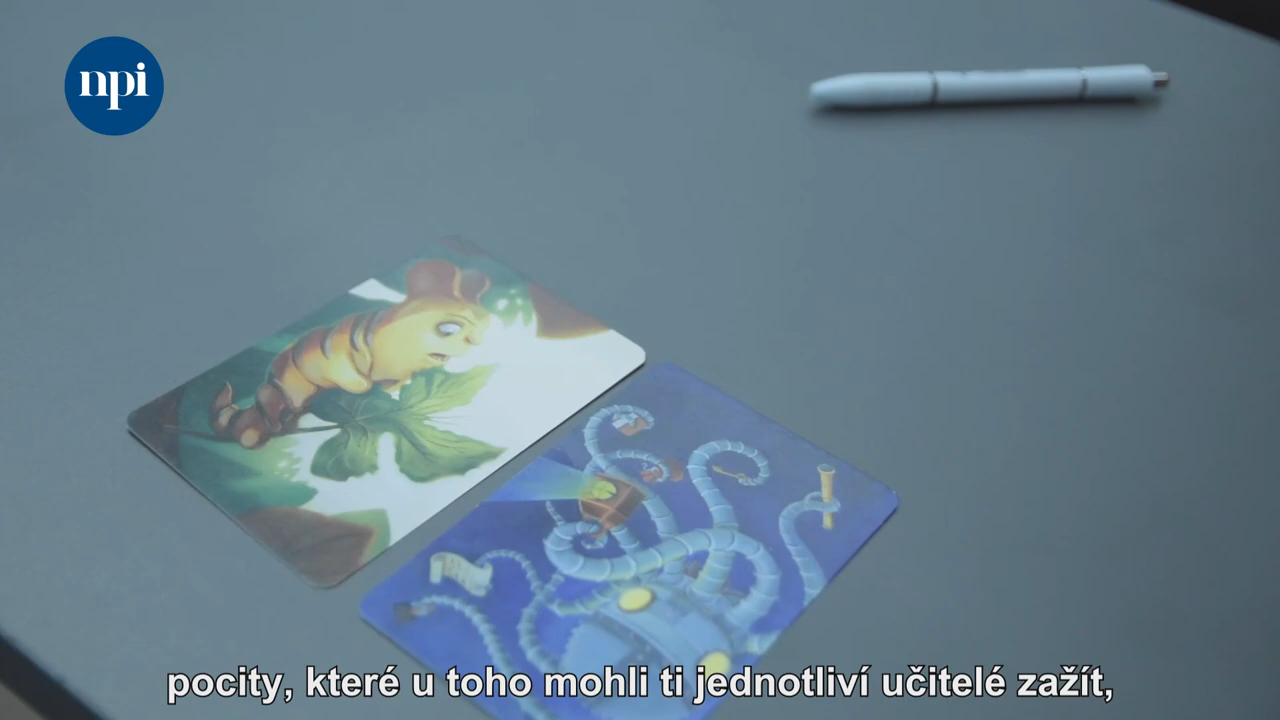 npi
pocity, které u toho mohli ti jednotliví učitelé zažít,